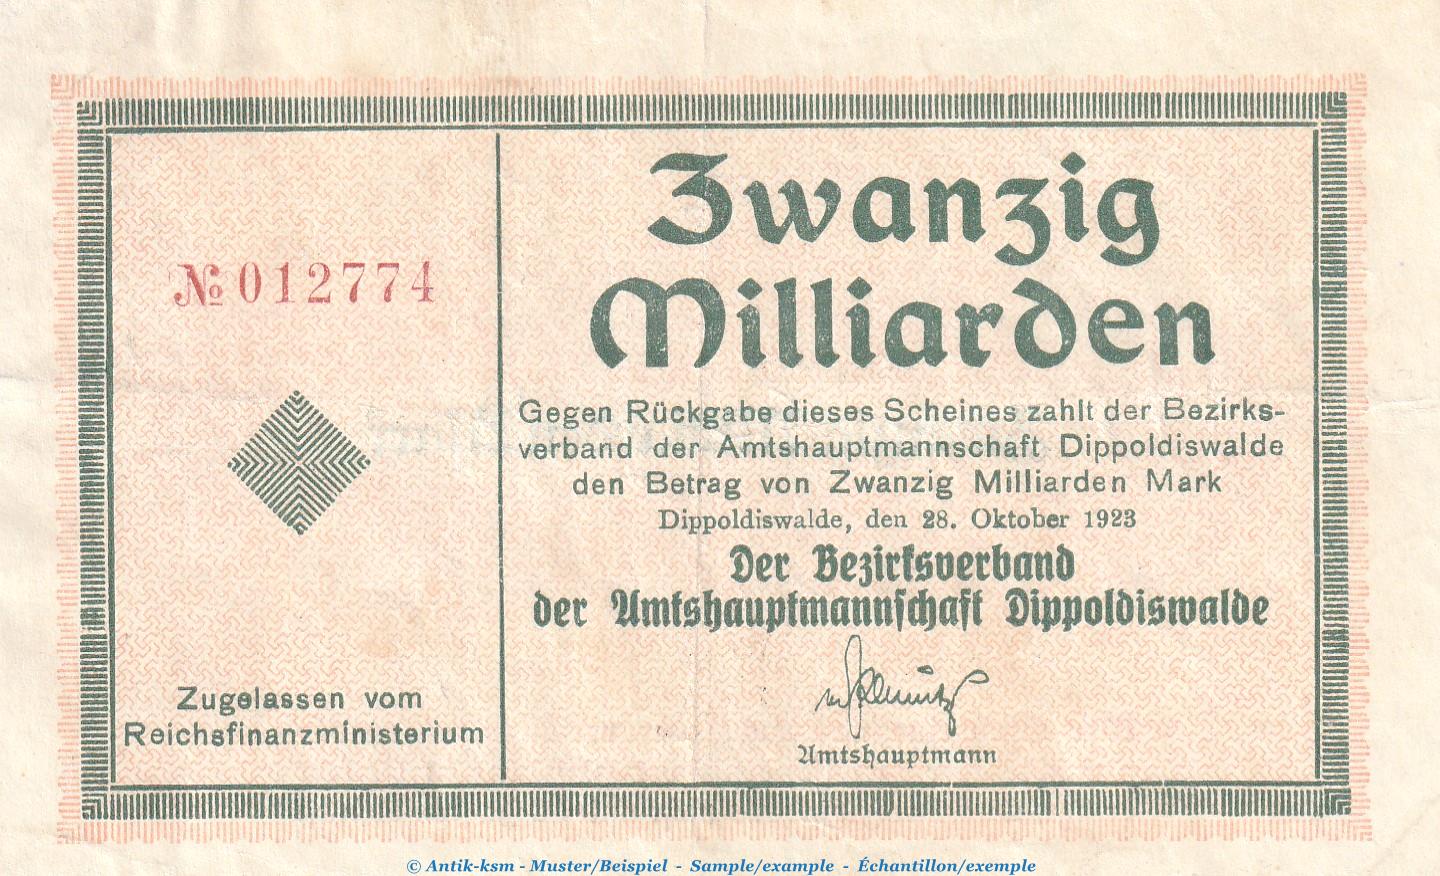 № 012774
Zugelassen vom
Reichsfinanzministerium
Zwanzig
Milliarden
Gegen Rückgabe dieses Scheines zahlt der Bezirks-
verband der Amtshauptmannschaft Dippoldiswalde
den Betrag von Zwanzig Milliarden Mark
Dippoldiswalde, den 28. Oktober 1923
Der Bezirksverband
der Amtshauptmannschaft Dippoldiswalde
Amtshauptmann
© Antik-ksm - Muster/Beispiel - Sample/example - Échantillon/exemple